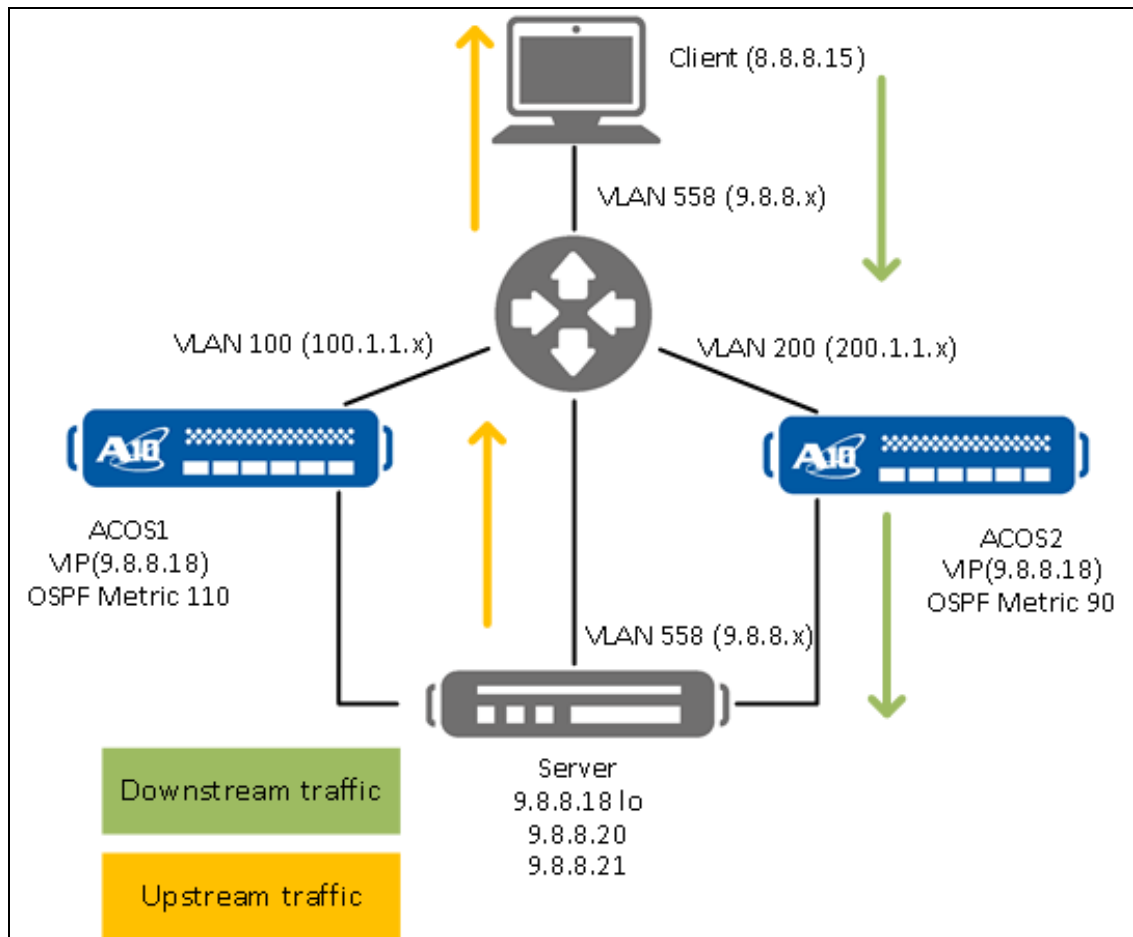 Client (8.8.8.15)
VLAN 558 (9.8.8.x)
VLAN 100 (100.1.1.x)
VLAN 200 (200.1.1.x)
A10
A10
ACOS1
VIP(9.8.8.18)
OSPF Metric 110
ACOS2
VIP(9.8.8.18)
OSPF Metric 90
VLAN 558 (9.8.8.x)
Server
9.8.8.18 lo
9.8.8.20
9.8.8.21
Downstream traffic
Upstream traffic